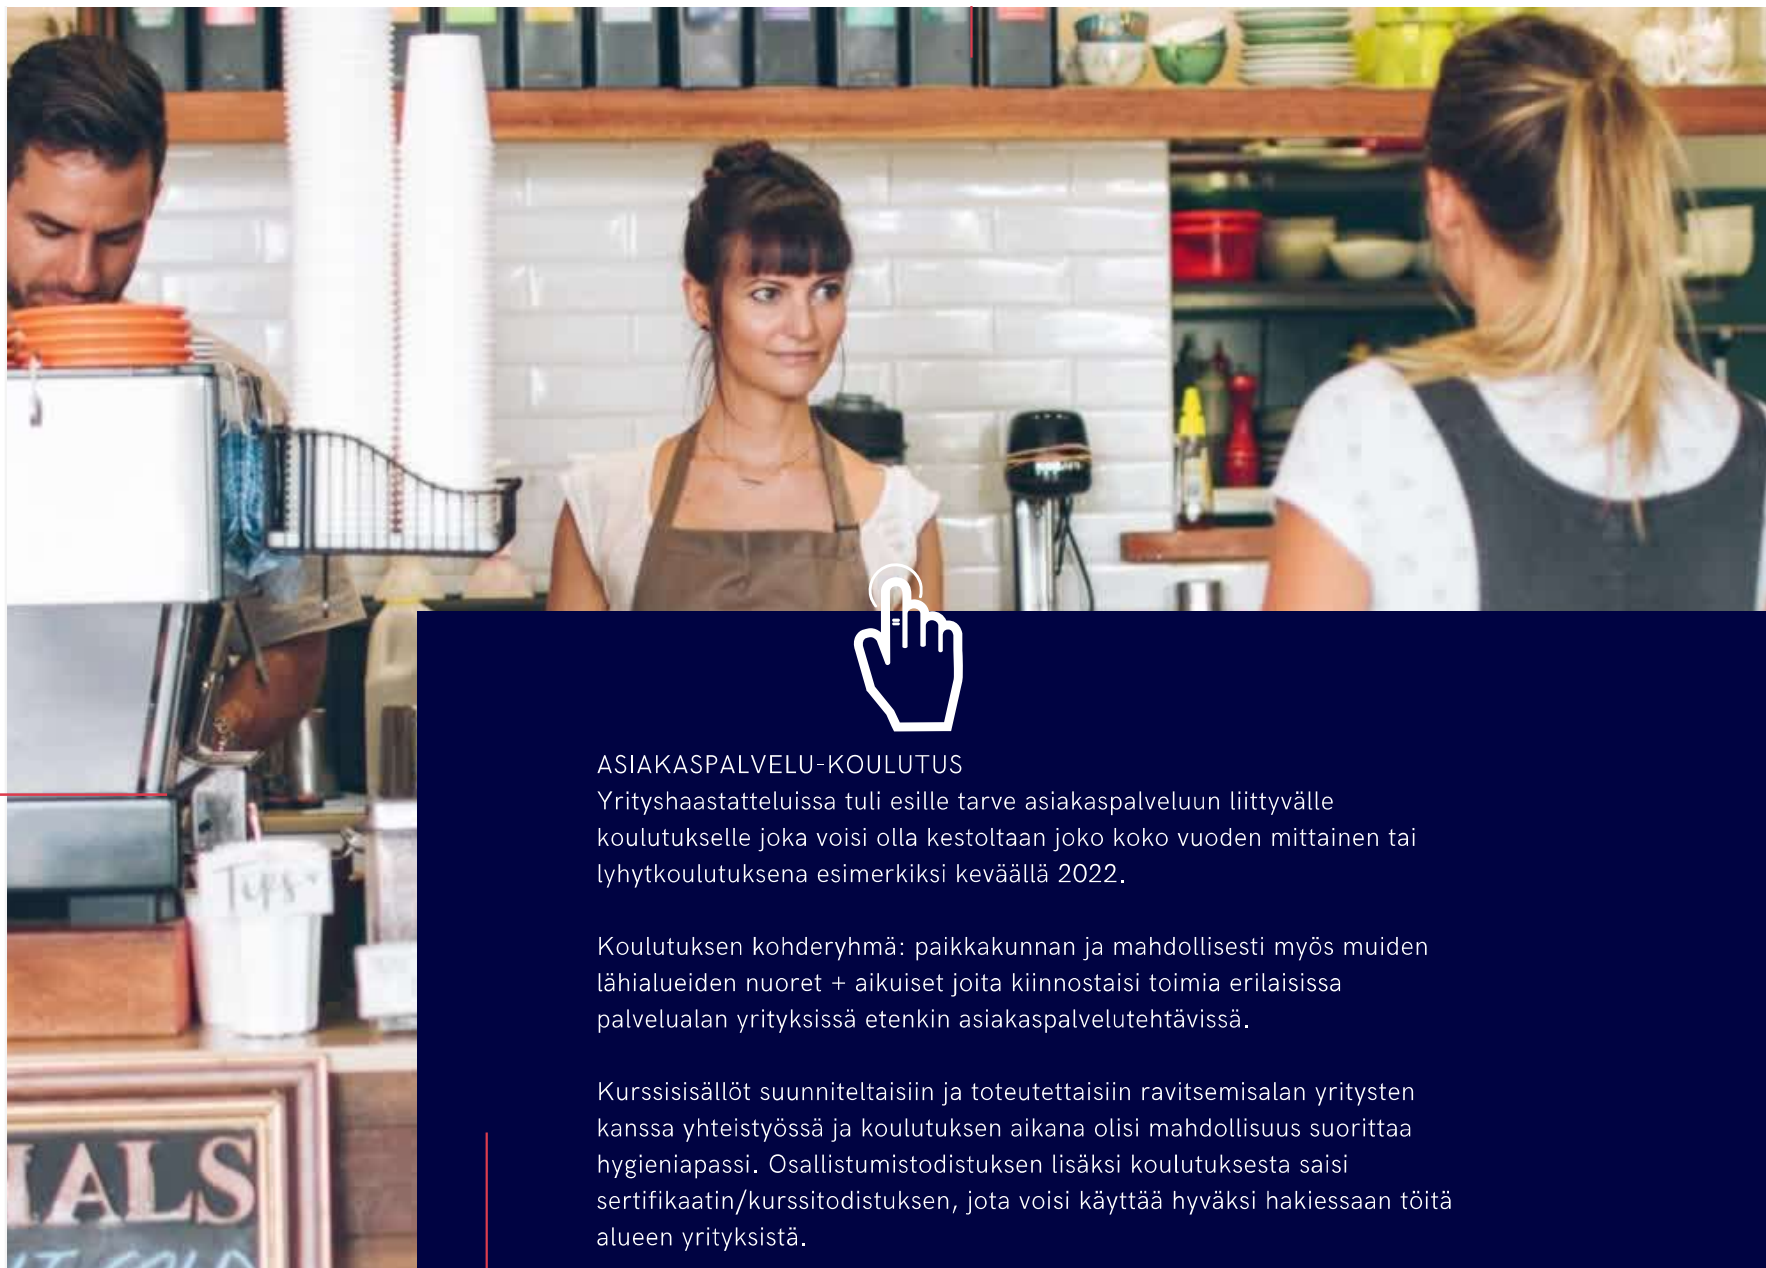 Tips
IALS
COLD
ASIAKASPALVELU-KOULUTUS
Yrityshaastatteluissa tuli esille tarve asiakaspalveluun liittyvälle
koulutukselle joka voisi olla kestoltaan joko koko vuoden mittainen tai
lyhytkoulutuksena esimerkiksi keväällä 2022.
Koulutuksen kohderyhmä: paikkakunnan ja mahdollisesti myös muiden
lähialueiden nuoret + aikuiset joita kiinnostaisi toimia erilaisissa
palvelualan yrityksissä etenkin asiakaspalvelutehtävissä.
Kurssisisällöt suunniteltaisiin ja toteutettaisiin ravitsemisalan yritysten
kanssa yhteistyössä ja koulutuksen aikana olisi mahdollisuus suorittaa
hygieniapassi. Osallistumistodistuksen lisäksi koulutuksesta saisi
sertifikaatin/kurssitodistuksen, jota voisi käyttää hyväksi hakiessaan töitä
alueen yrityksistä.